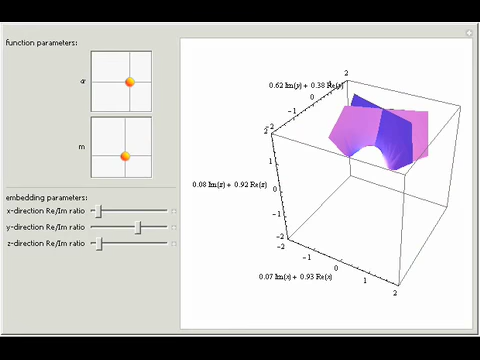 function parameters:
α
m
embedding parameters:
x-direction Re/Im ratio
y-direction Re/Im ratio
z-direction Re/Im ratio
0.62 Im(y) + 0.38 Re(y)
2
1
0
-1
-2
2
1
0
-1
-2
0.08 Im(z) + 0.92 Re(z)
-2
-1
0
1
2
0.07 Im(x) + 0.93 Re(x)